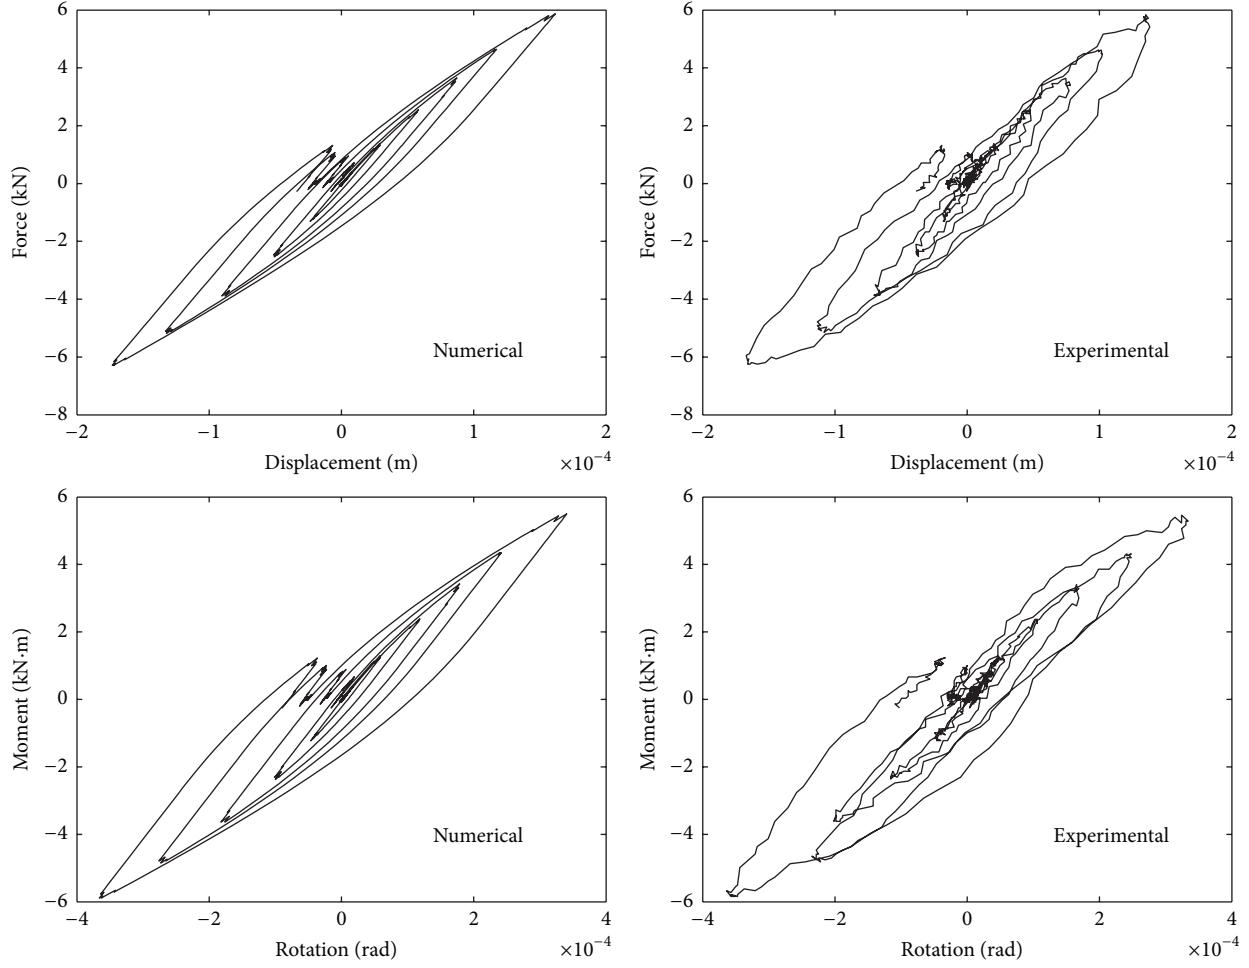 6
4
2
0
−2
−4
−6
−8
Force (kN)
Numerical
−2 −1 0 1 2
Displacement (m)
×10−4
6
4
2
0
−2
−4
−6
−8
Force (kN)
Experimental
−2 −1 0 1 2
Displacement (m)
×10−4
6
4
2
0
−2
−4
−6
Moment (kN·m)
Numerical
−4 −2 0 2 4
Rotation (rad)
×10−4
6
4
2
0
−2
−4
−6
Moment (kN·m)
Experimental
−4 −2 0 2 4
Rotation (rad)
×10−4